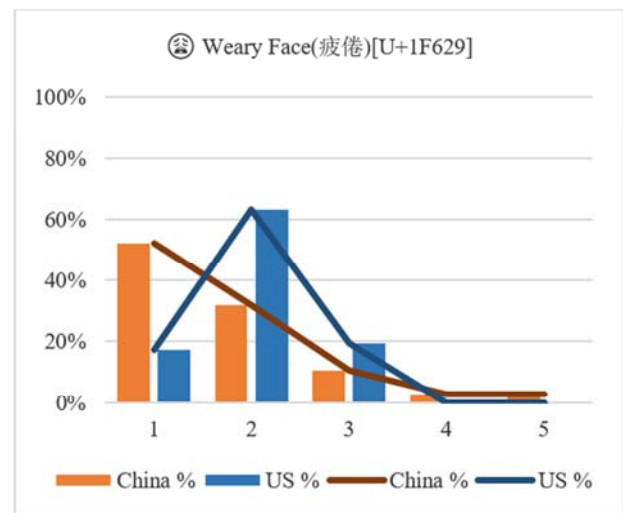 😩 Weary Face(疲倦)[U+1F629]
100%
80%
60%
40%
20%
0%
1 2 3 4 5
China % US % China % US %